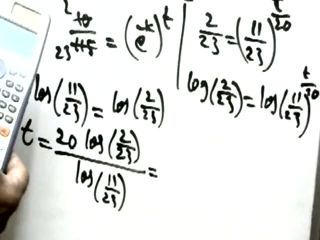 2/23 = (e^-k)^t
2/23 = (11/23)^t/20
log(11/23) = log(2/23)
log(2/23) = log(11/23)^t/20
t = 20 log(2/23) / log(11/23) =